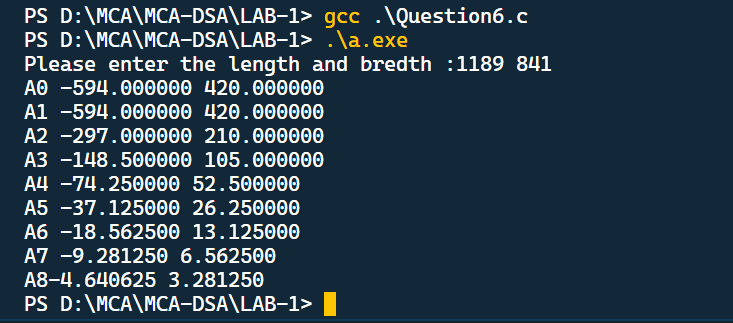 PS D:\MCA\MCA-DSA\LAB-1> gcc .\Question6.c
PS D:\MCA\MCA-DSA\LAB-1> .\a.exe
Please enter the length and bredth :1189 841
A0 -594.000000 420.000000
A1 -594.000000 420.000000
A2 -297.000000 210.000000
A3 -148.500000 105.000000
A4 -74.250000 52.500000
A5 -37.125000 26.250000
A6 -18.562500 13.125000
A7 -9.281250 6.562500
A8-4.640625 3.281250
PS D:\MCA\MCA-DSA\LAB-1>